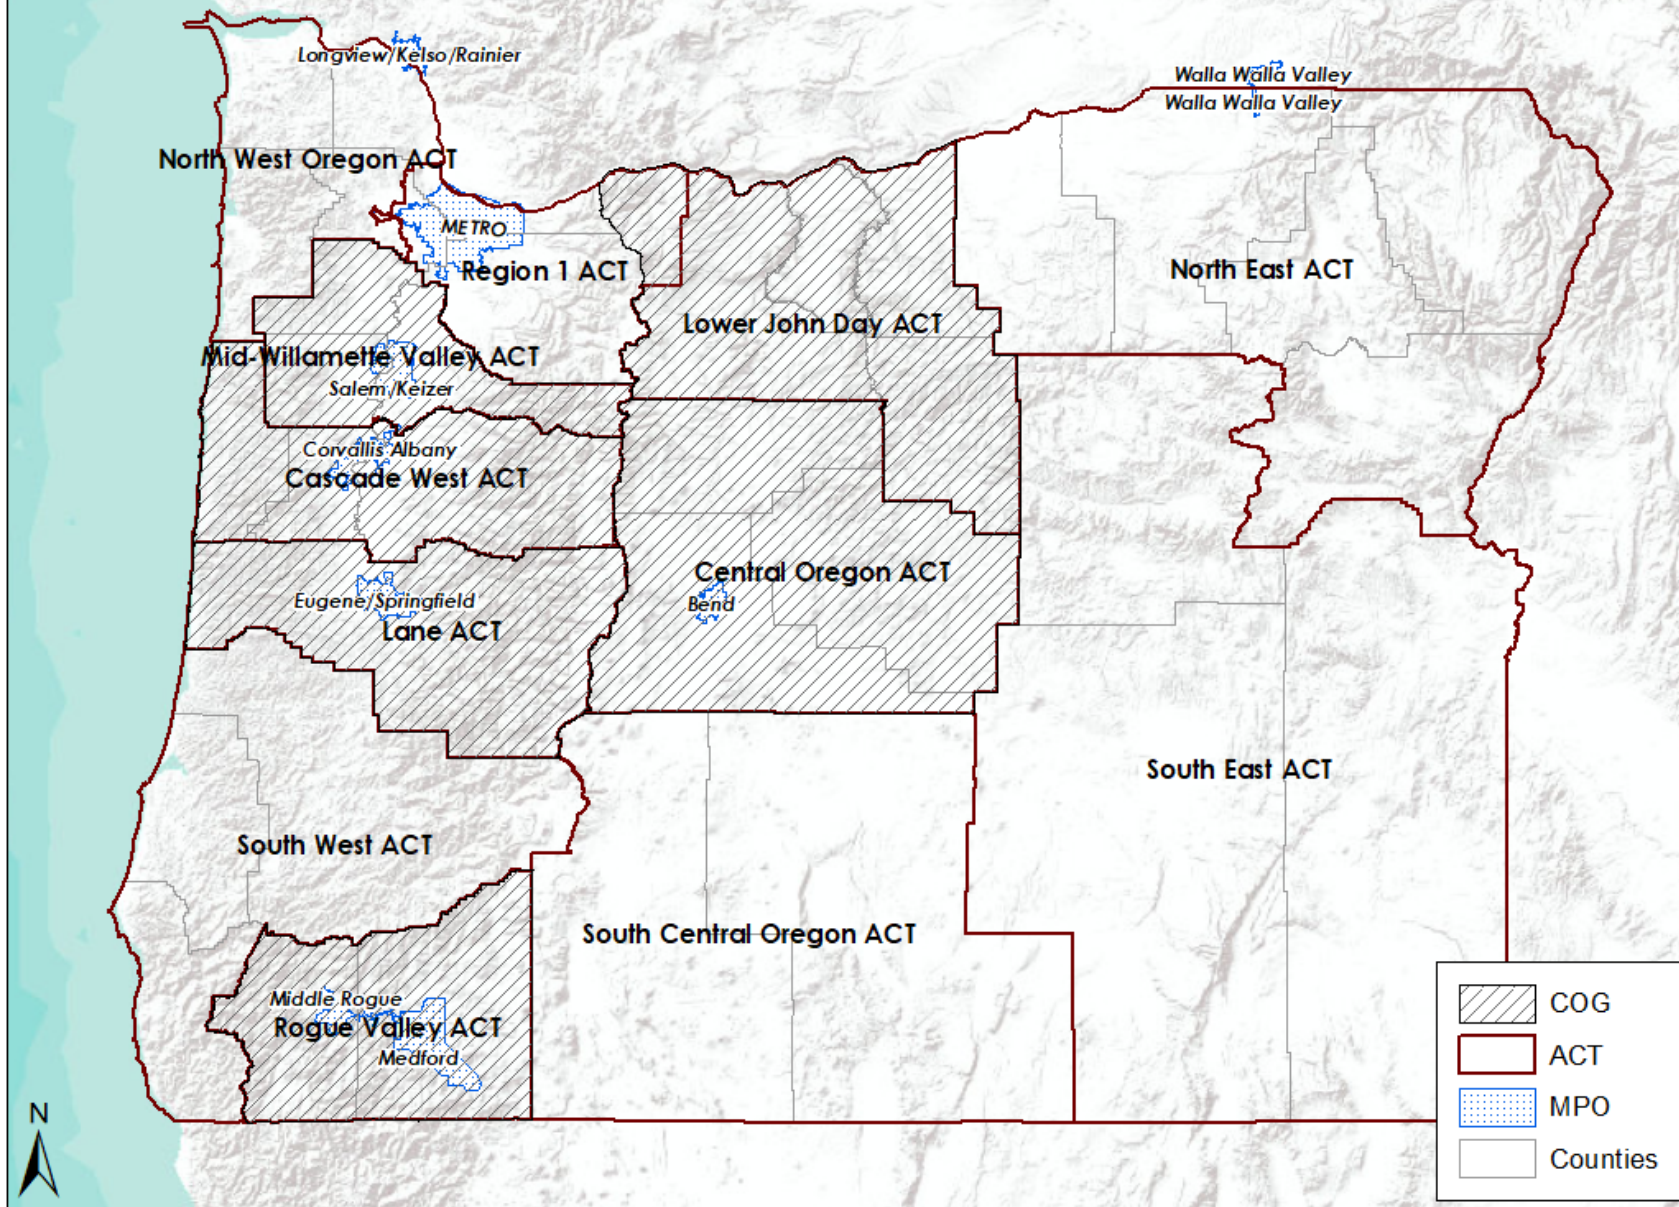 Longview/Kelso/Rainier
Walla Walla Valley
Walla Walla Valley
North West Oregon ACT
METRO
Region 1 ACT
North East ACT
Lower John Day ACT
Mid-Willamette Valley ACT
Salem/Keizer
Corvallis Albany
Cascade West ACT
Central Oregon ACT
Eugene/Springfield
Bend
Lane ACT
South East ACT
South West ACT
South Central Oregon ACT
Middle Rogue
Rogue Valley ACT
Medford
COG
ACT
MPO
Counties
N